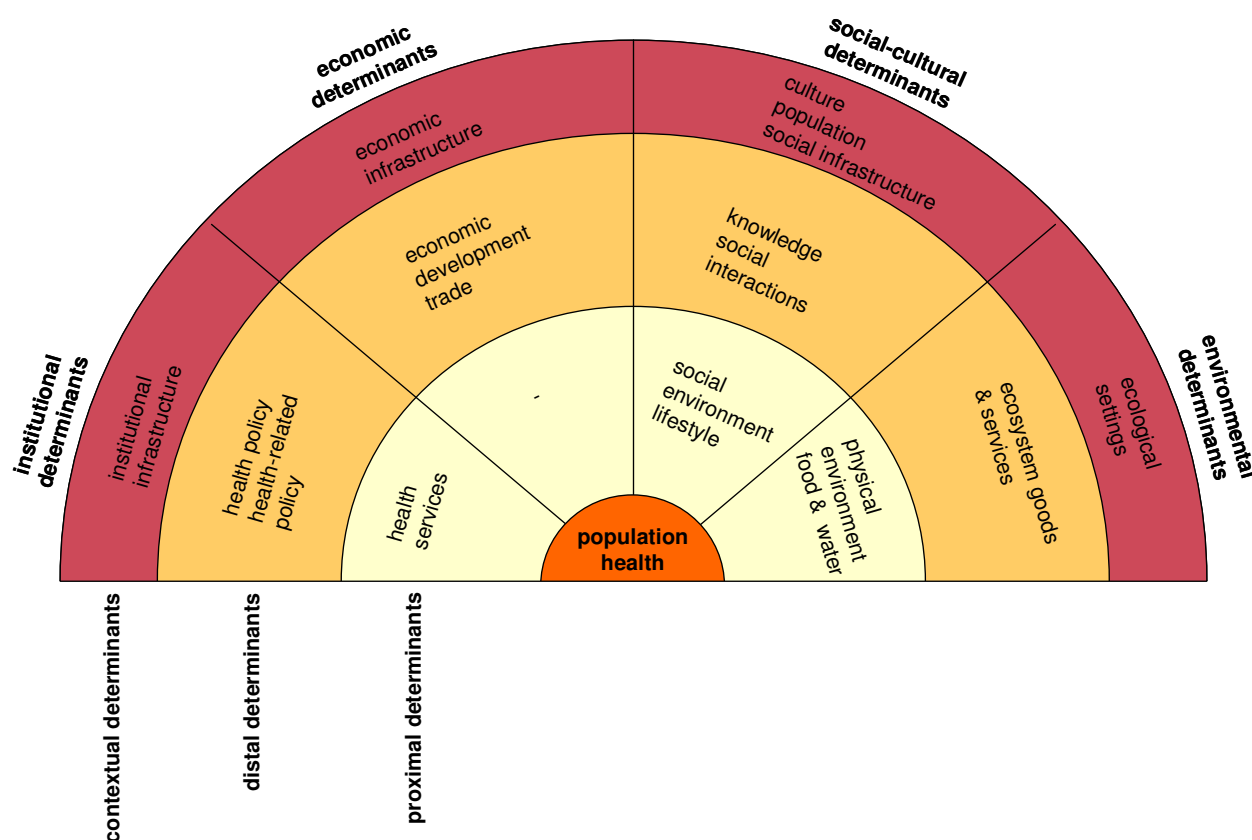 economic
determinants
social-cultural
determinants
institutional
determinants
environmental
determinants
economic
infrastructure
culture
population
social infrastructure
institutional
infrastructure
ecological
settings
economic
development
trade
knowledge
social
interactions
health policy
health-related
policy
ecosystem goods
& services
-
social
environment
lifestyle
health
services
physical
environment
food & water
population
health
contextual determinants
distal determinants
proximal determinants